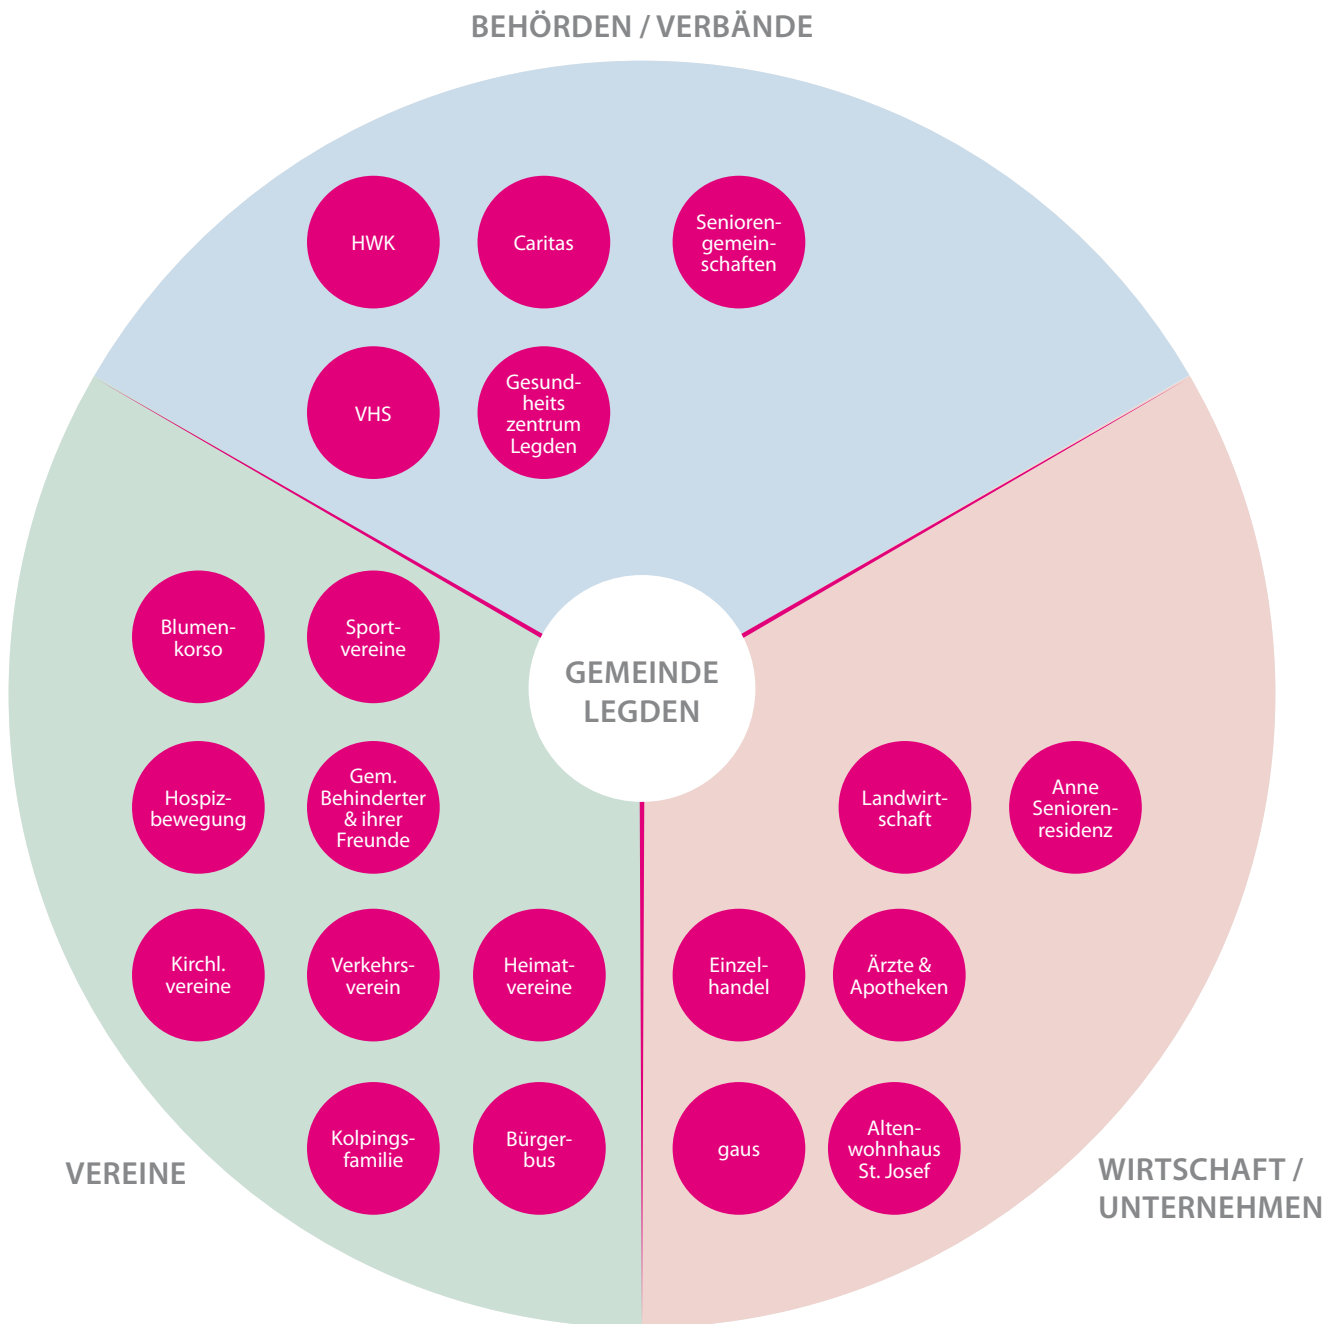 BEHÖRDEN / VERBÄNDE
HWK
Caritas
Senioren-
gemein-
schaften
VHS
Gesund-
heits
zentrum
Legden
Blumen-
korso
Sport-
vereine
GEMEINDE
LEGDEN
Hospiz-
bewegung
Gem.
Behinderter
& ihrer
Freunde
Landwirt-
schaft
Anne
Senioren-
residenz
Kirchl.
vereine
Verkehrs-
verein
Heimat-
vereine
Einzel-
handel
Ärzte &
Apotheken
Kolpings-
familie
Bürger-
bus
gaus
Alten-
wohnhaus
St. Josef
VEREINE
WIRTSCHAFT /
UNTERNEHMEN